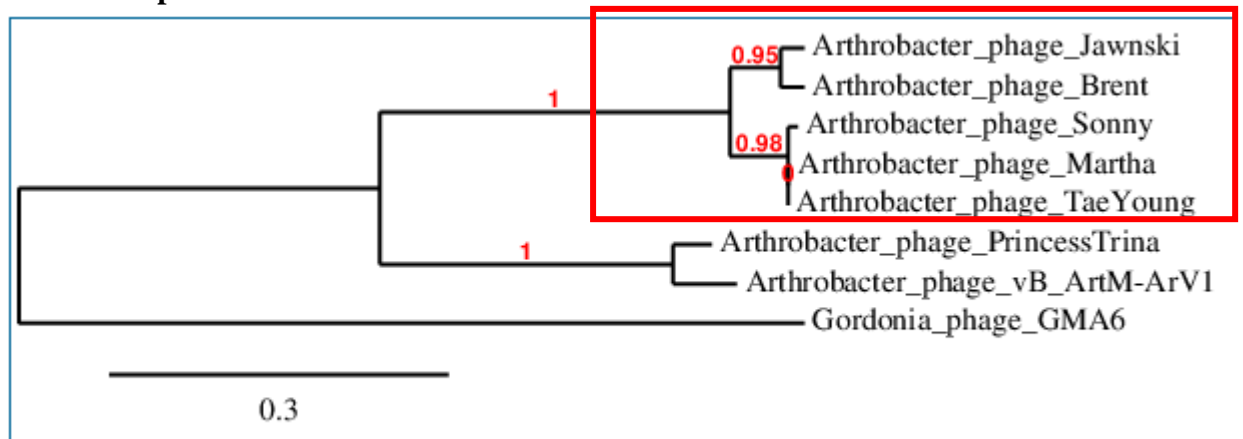 0.95
Arthrobacter_phage_Jawnski
Arthrobacter_phage_Brent
1
Arthrobacter_phage_Sonny
0.98
Arthrobacter_phage_Martha
0
Arthrobacter_phage_TaeYoung
Arthrobacter_phage_PrincessTrina
1
Arthrobacter_phage_vB_ArtM-ArV1
Gordonia_phage_GMA6
0.3